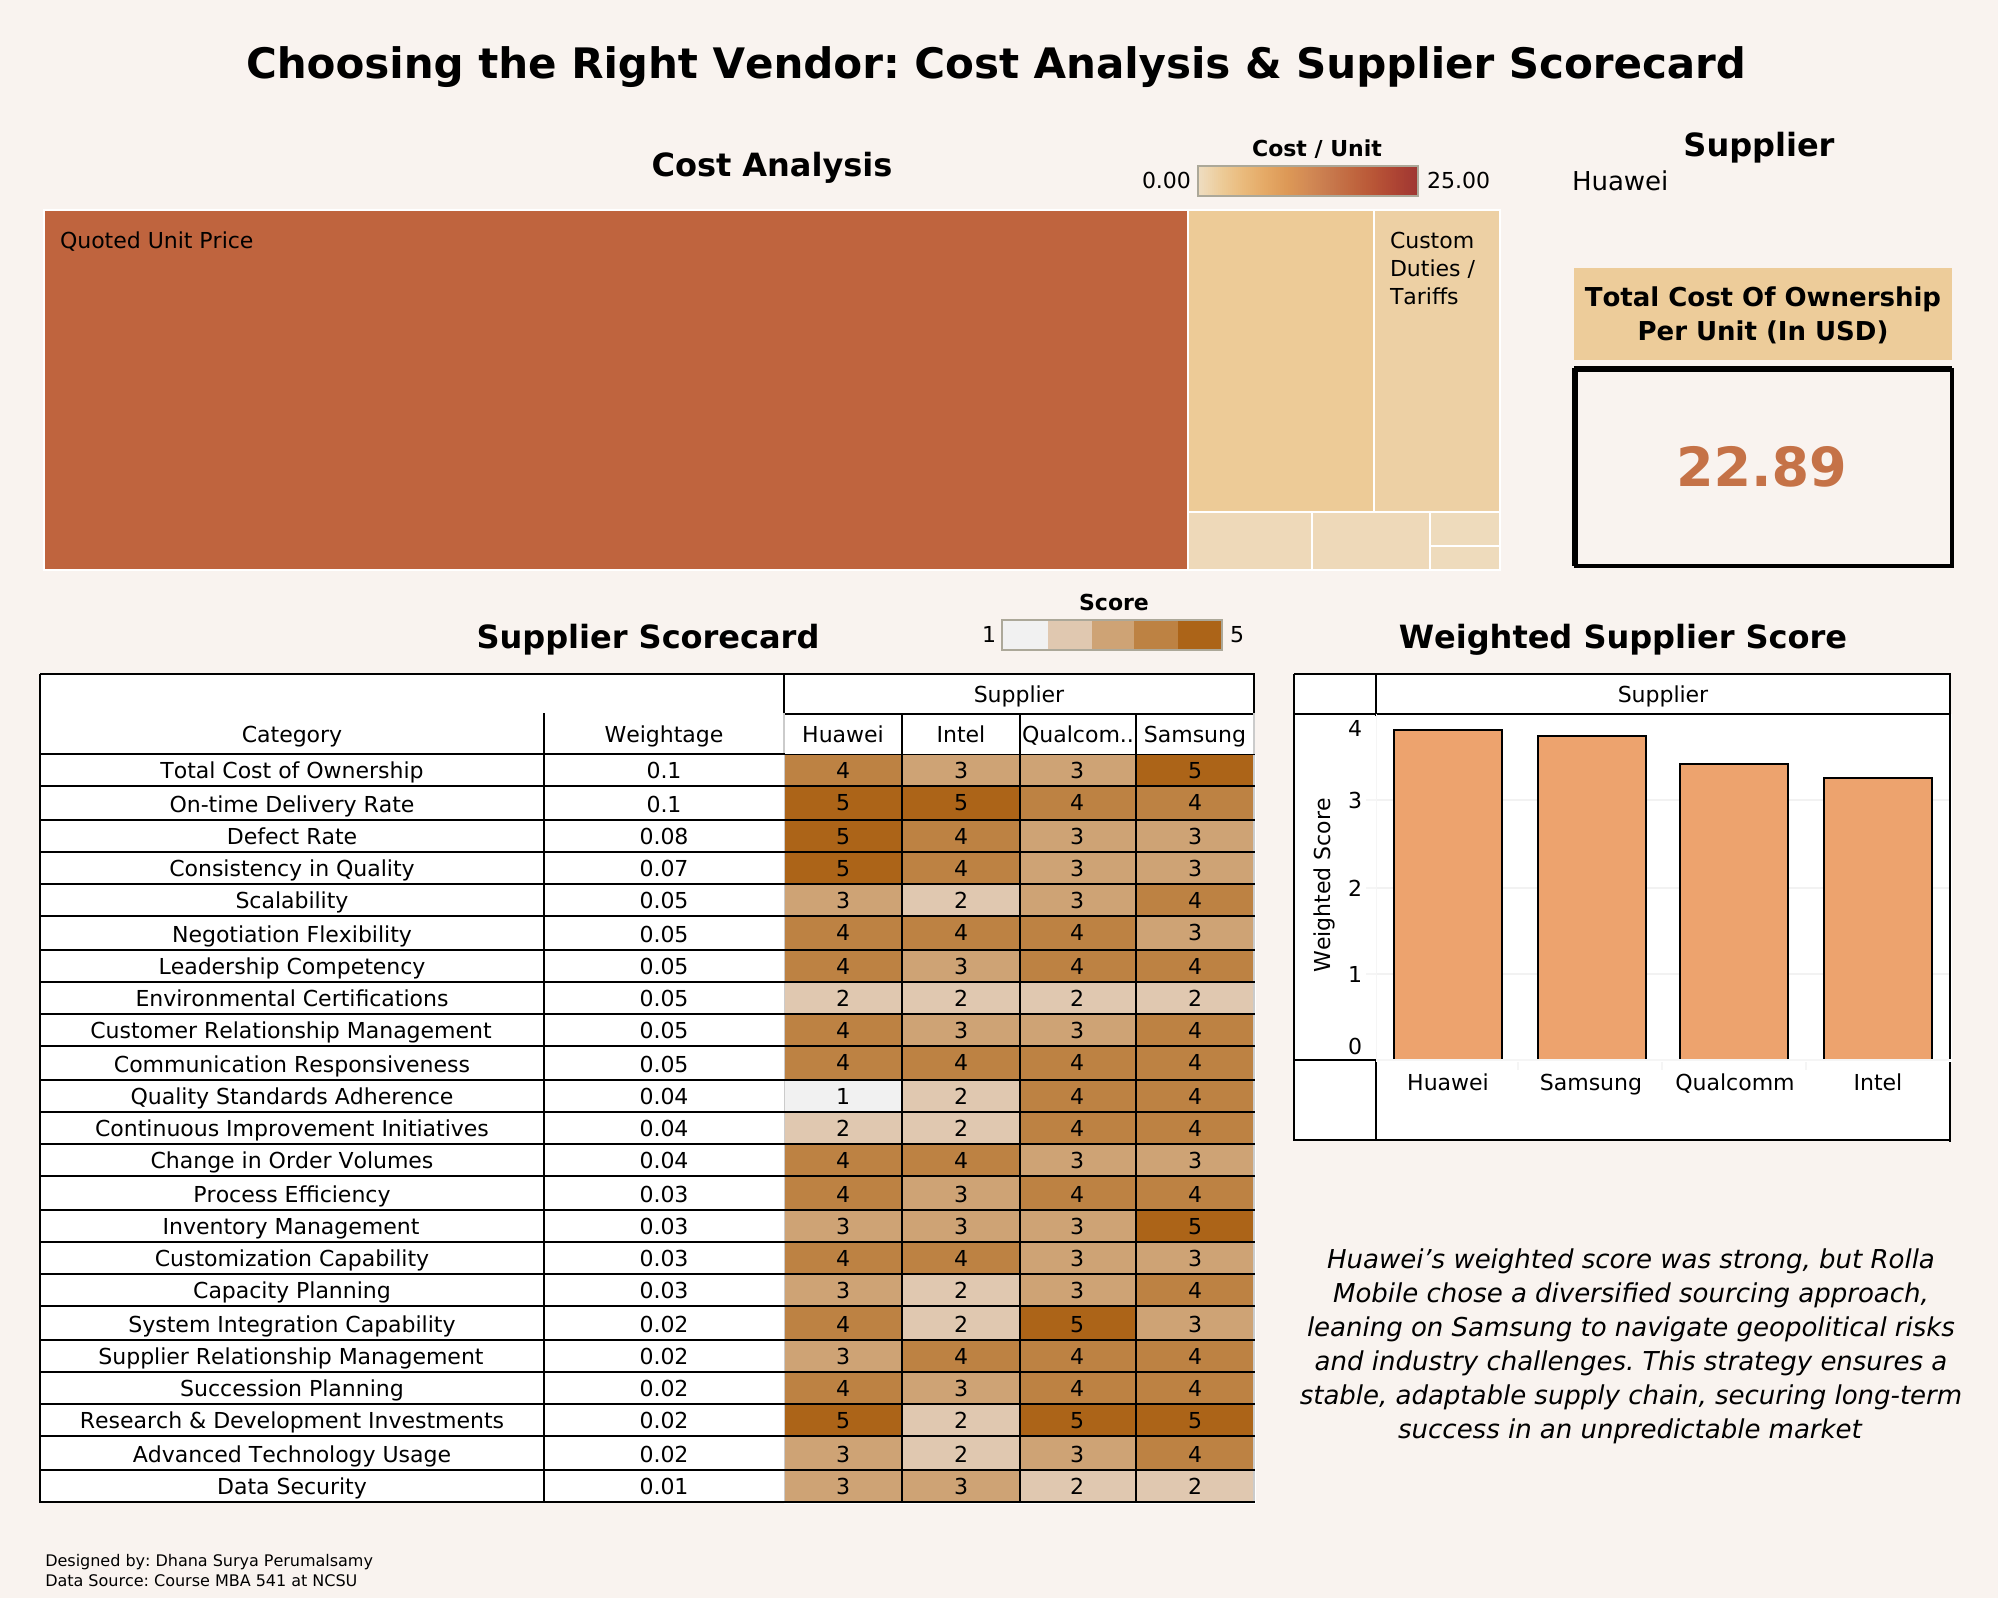 Choosing the Right Vendor: Cost Analysis & Supplier Scorecard
Cost Analysis
Cost / Unit
0.00 25.00
Supplier
Huawei
Quoted Unit Price
Custom
Duties /
Tariffs
Total Cost Of Ownership
Per Unit (In USD)
22.89
Supplier Scorecard
Score
1 5
Supplier
Category Weightage Huawei Intel Qualcom.. Samsung
Total Cost of Ownership 0.1 4 3 3 5
On-time Delivery Rate 0.1 5 5 4 4
Defect Rate 0.08 5 4 3 3
Consistency in Quality 0.07 5 4 3 3
Scalability 0.05 3 2 3 4
Negotiation Flexibility 0.05 4 4 4 3
Leadership Competency 0.05 4 3 4 4
Environmental Certifications 0.05 2 2 2 2
Customer Relationship Management 0.05 4 3 3 4
Communication Responsiveness 0.05 4 4 4 4
Quality Standards Adherence 0.04 1 2 4 4
Continuous Improvement Initiatives 0.04 2 2 4 4
Change in Order Volumes 0.04 4 4 3 3
Process Efficiency 0.03 4 3 4 4
Inventory Management 0.03 3 3 3 5
Customization Capability 0.03 4 4 3 3
Capacity Planning 0.03 3 2 3 4
System Integration Capability 0.02 4 2 5 3
Supplier Relationship Management 0.02 3 4 4 4
Succession Planning 0.02 4 3 4 4
Research & Development Investments 0.02 5 2 5 5
Advanced Technology Usage 0.02 3 2 3 4
Data Security 0.01 3 3 2 2
Weighted Supplier Score
Supplier
Weighted Score
4
3
2
1
0
Huawei Samsung Qualcomm Intel
Huawei’s weighted score was strong, but Rolla
Mobile chose a diversified sourcing approach,
leaning on Samsung to navigate geopolitical risks
and industry challenges. This strategy ensures a
stable, adaptable supply chain, securing long-term
success in an unpredictable market
Designed by: Dhana Surya Perumalsamy
Data Source: Course MBA 541 at NCSU